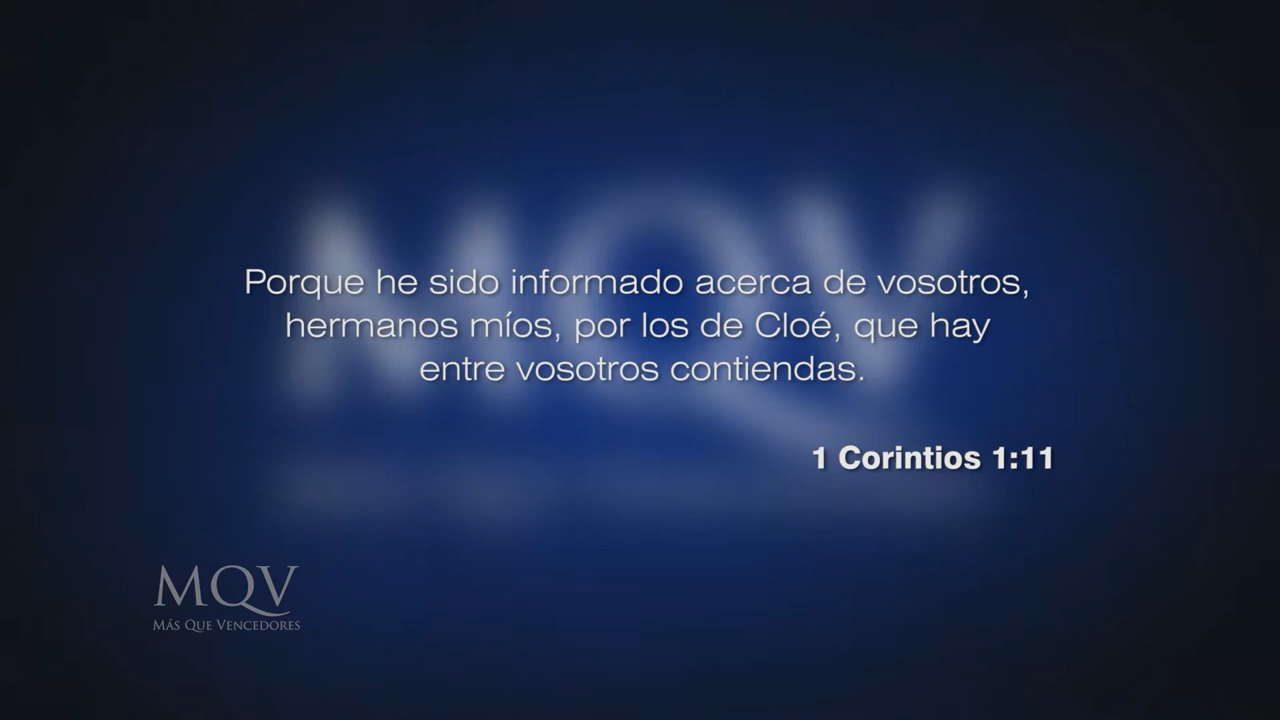 Porque he sido informado acerca de vosotros,
hermanos míos, por los de Cloé, que hay
entre vosotros contiendas.
1 Corintios 1:11
MQV
MÁS QUE VENCEDORES